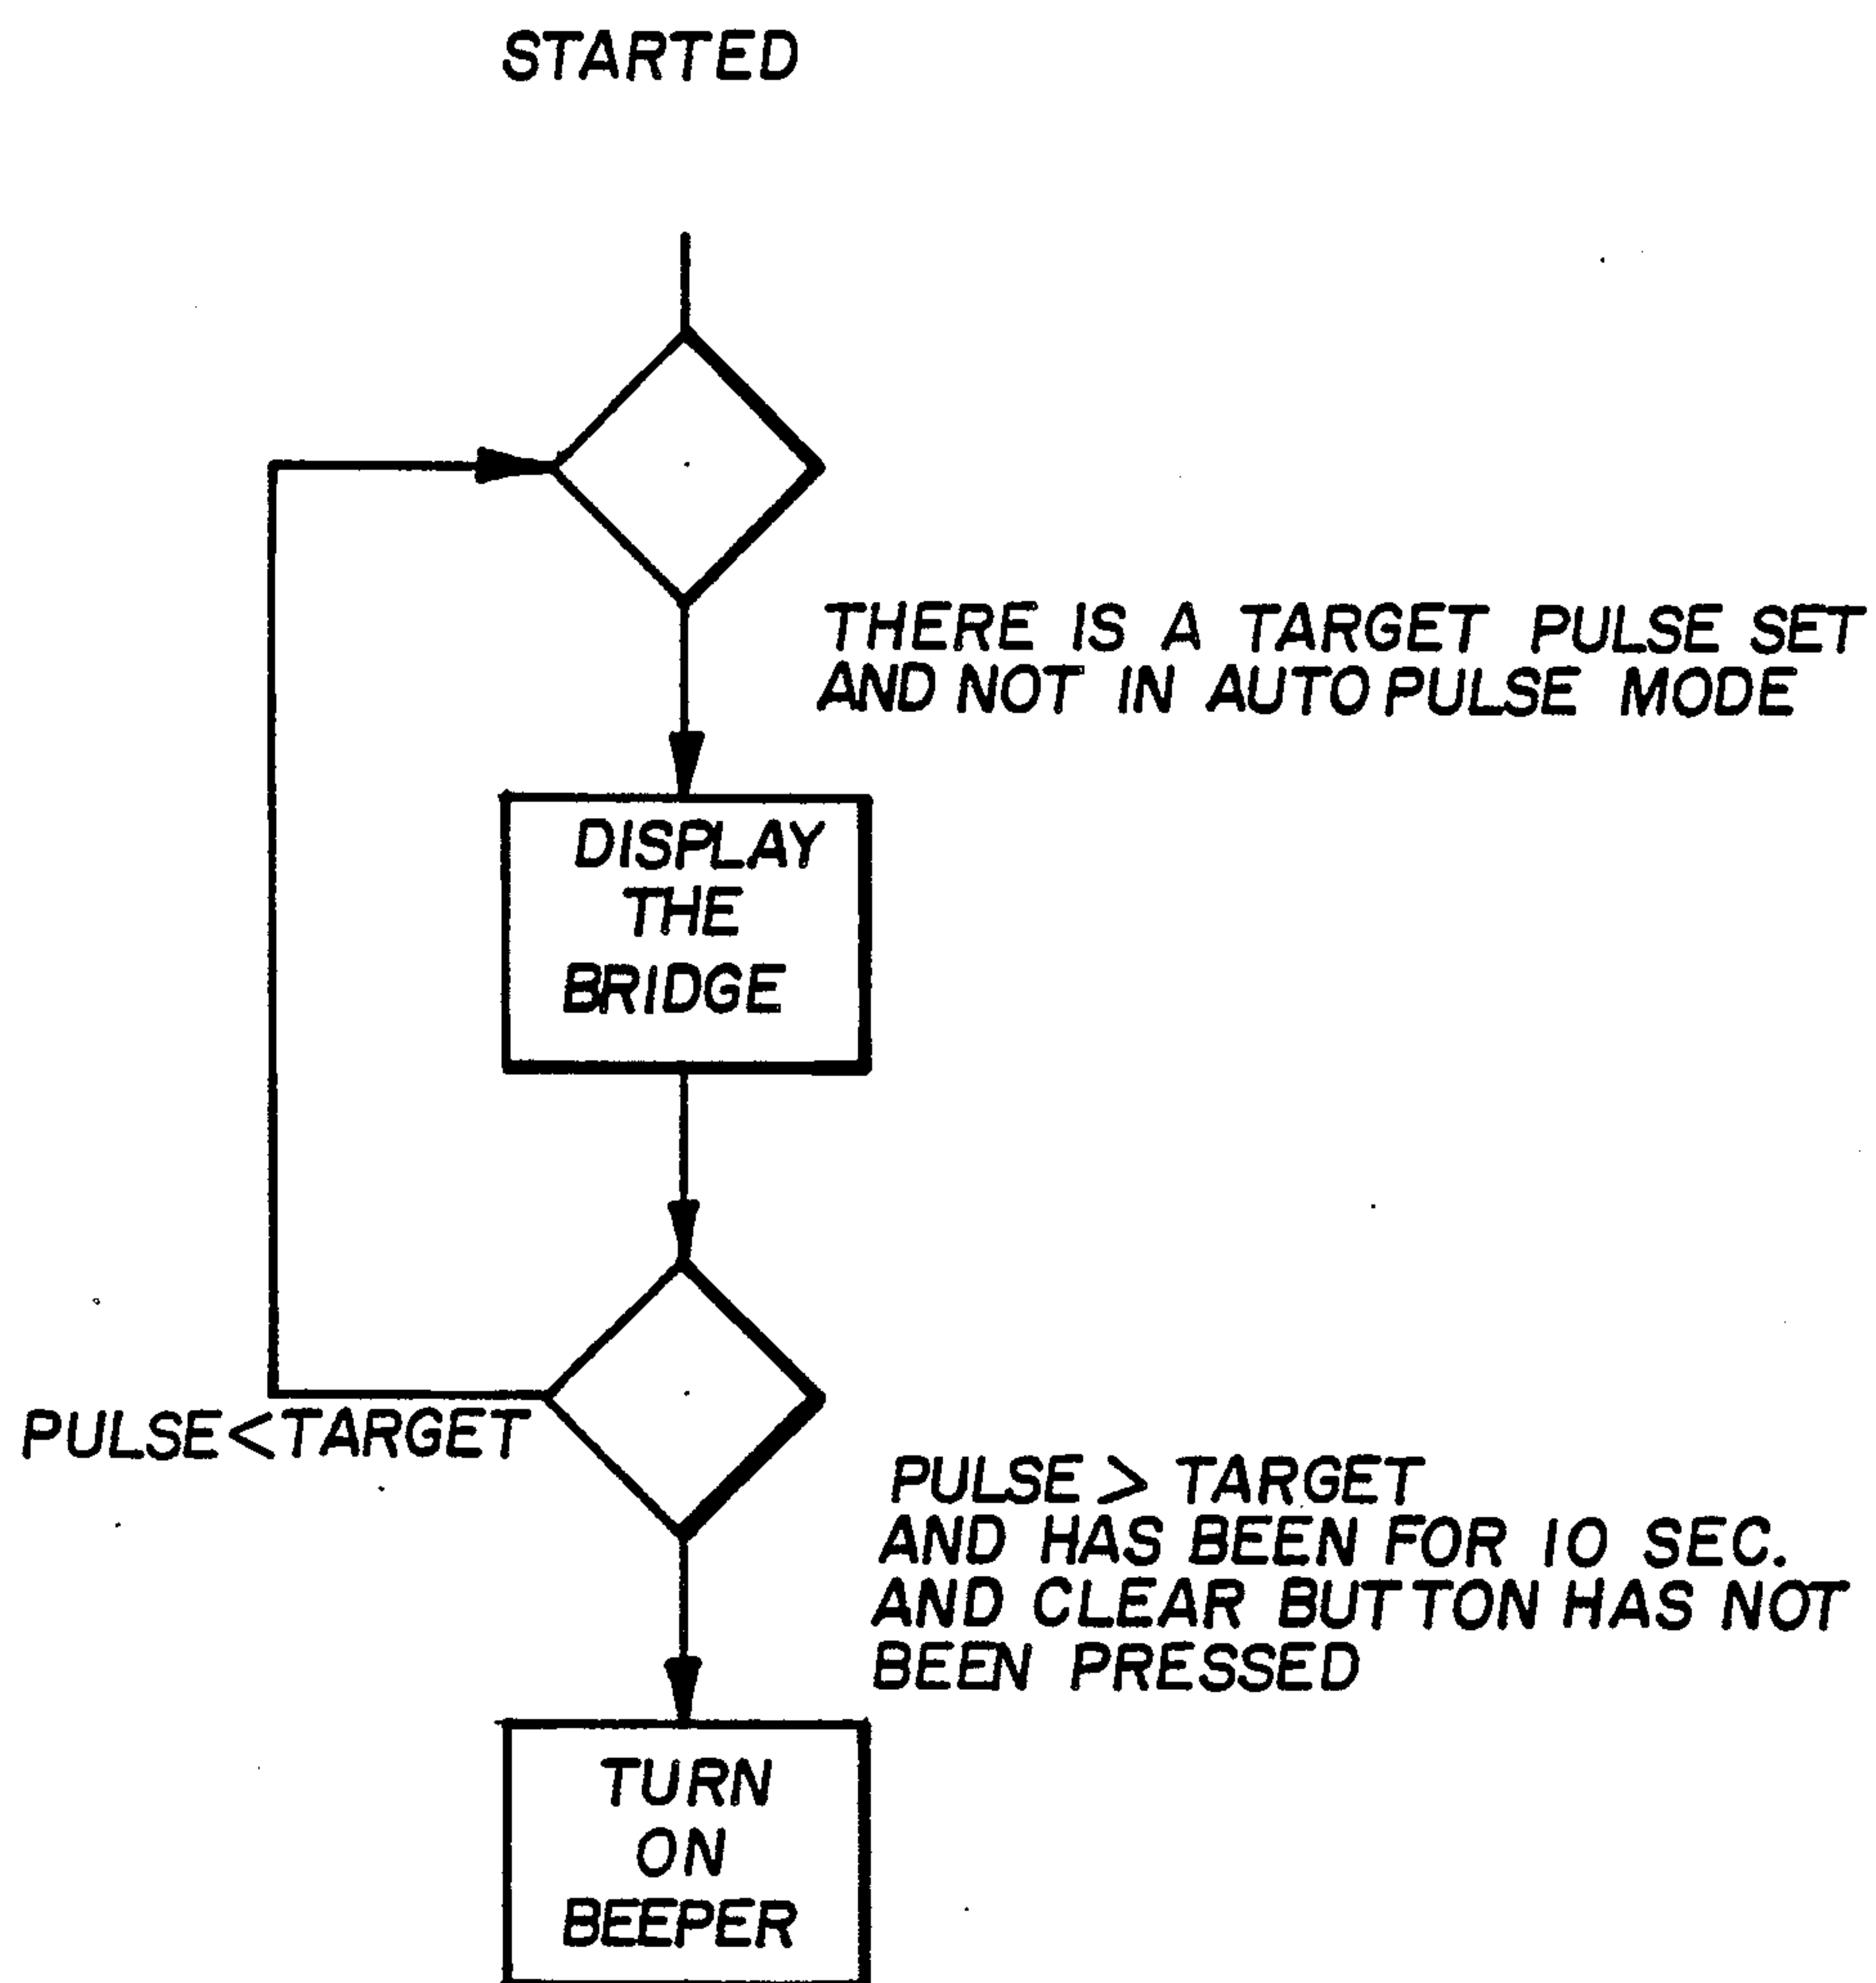 STARTED
THERE IS A TARGET PULSE SET
AND NOT IN AUTO PULSE MODE
DISPLAY
THE
BRIDGE
PULSE<TARGET
PULSE > TARGET
AND HAS BEEN FOR 10 SEC.
AND CLEAR BUTTON HAS NOT
BEEN PRESSED
TURN
ON
BEEPER